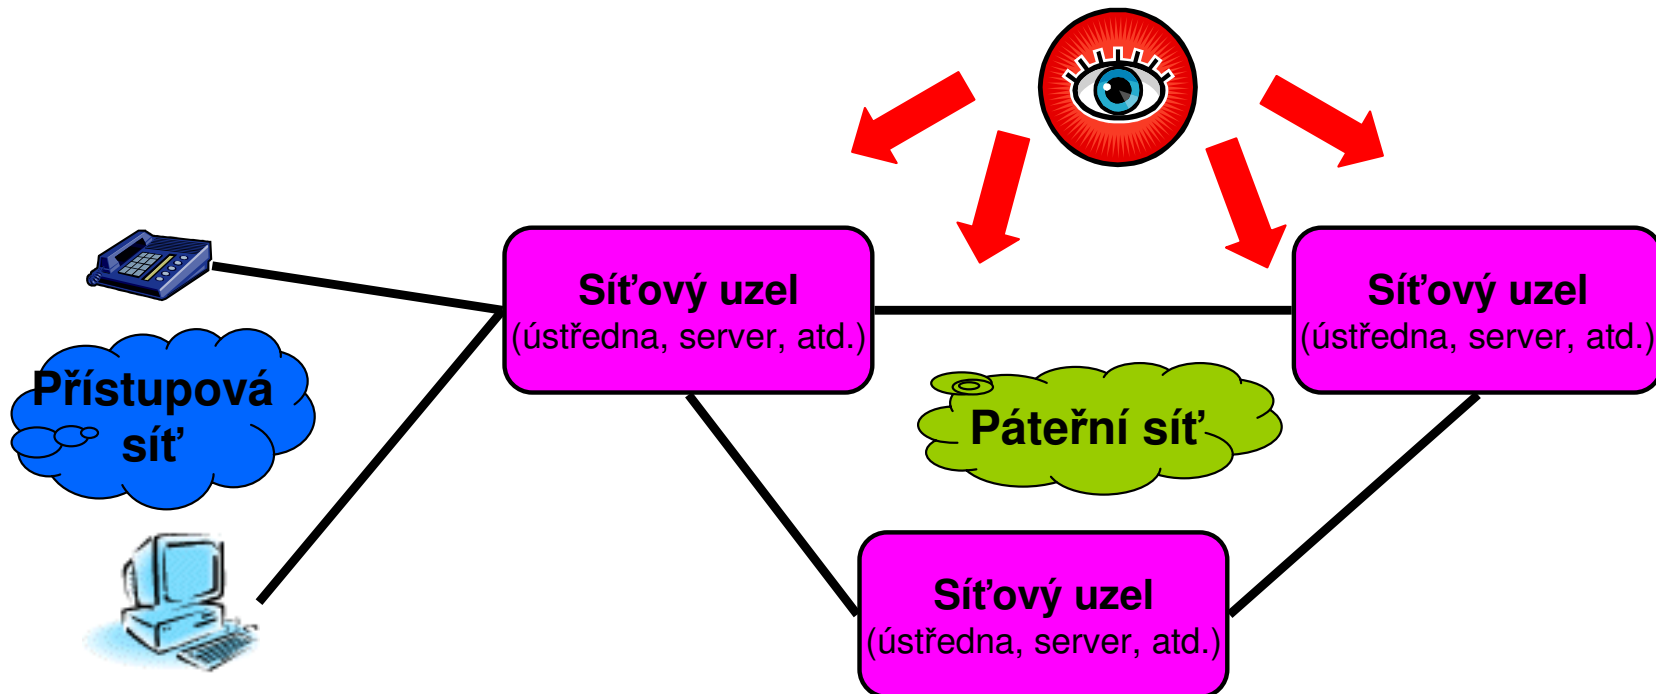 Síťový uzel
(ústředna, server, atd.)
Síťový uzel
(ústředna, server, atd.)
Přístupová
síť
Páteřní síť
Síťový uzel
(ústředna, server, atd.)